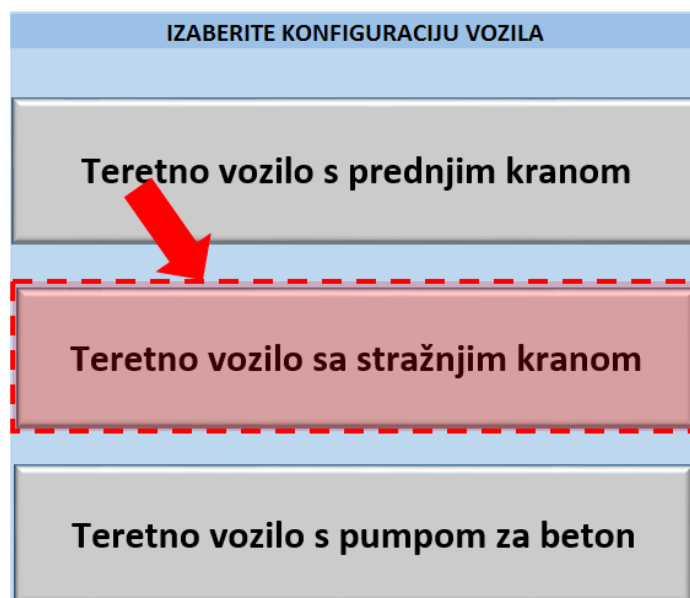 IZABERITE KONFIGURACIJU VOZILA
Teretno vozilo s prednjim kranom
Teretno vozilo sa stražnjim kranom
Teretno vozilo s pumpom za beton